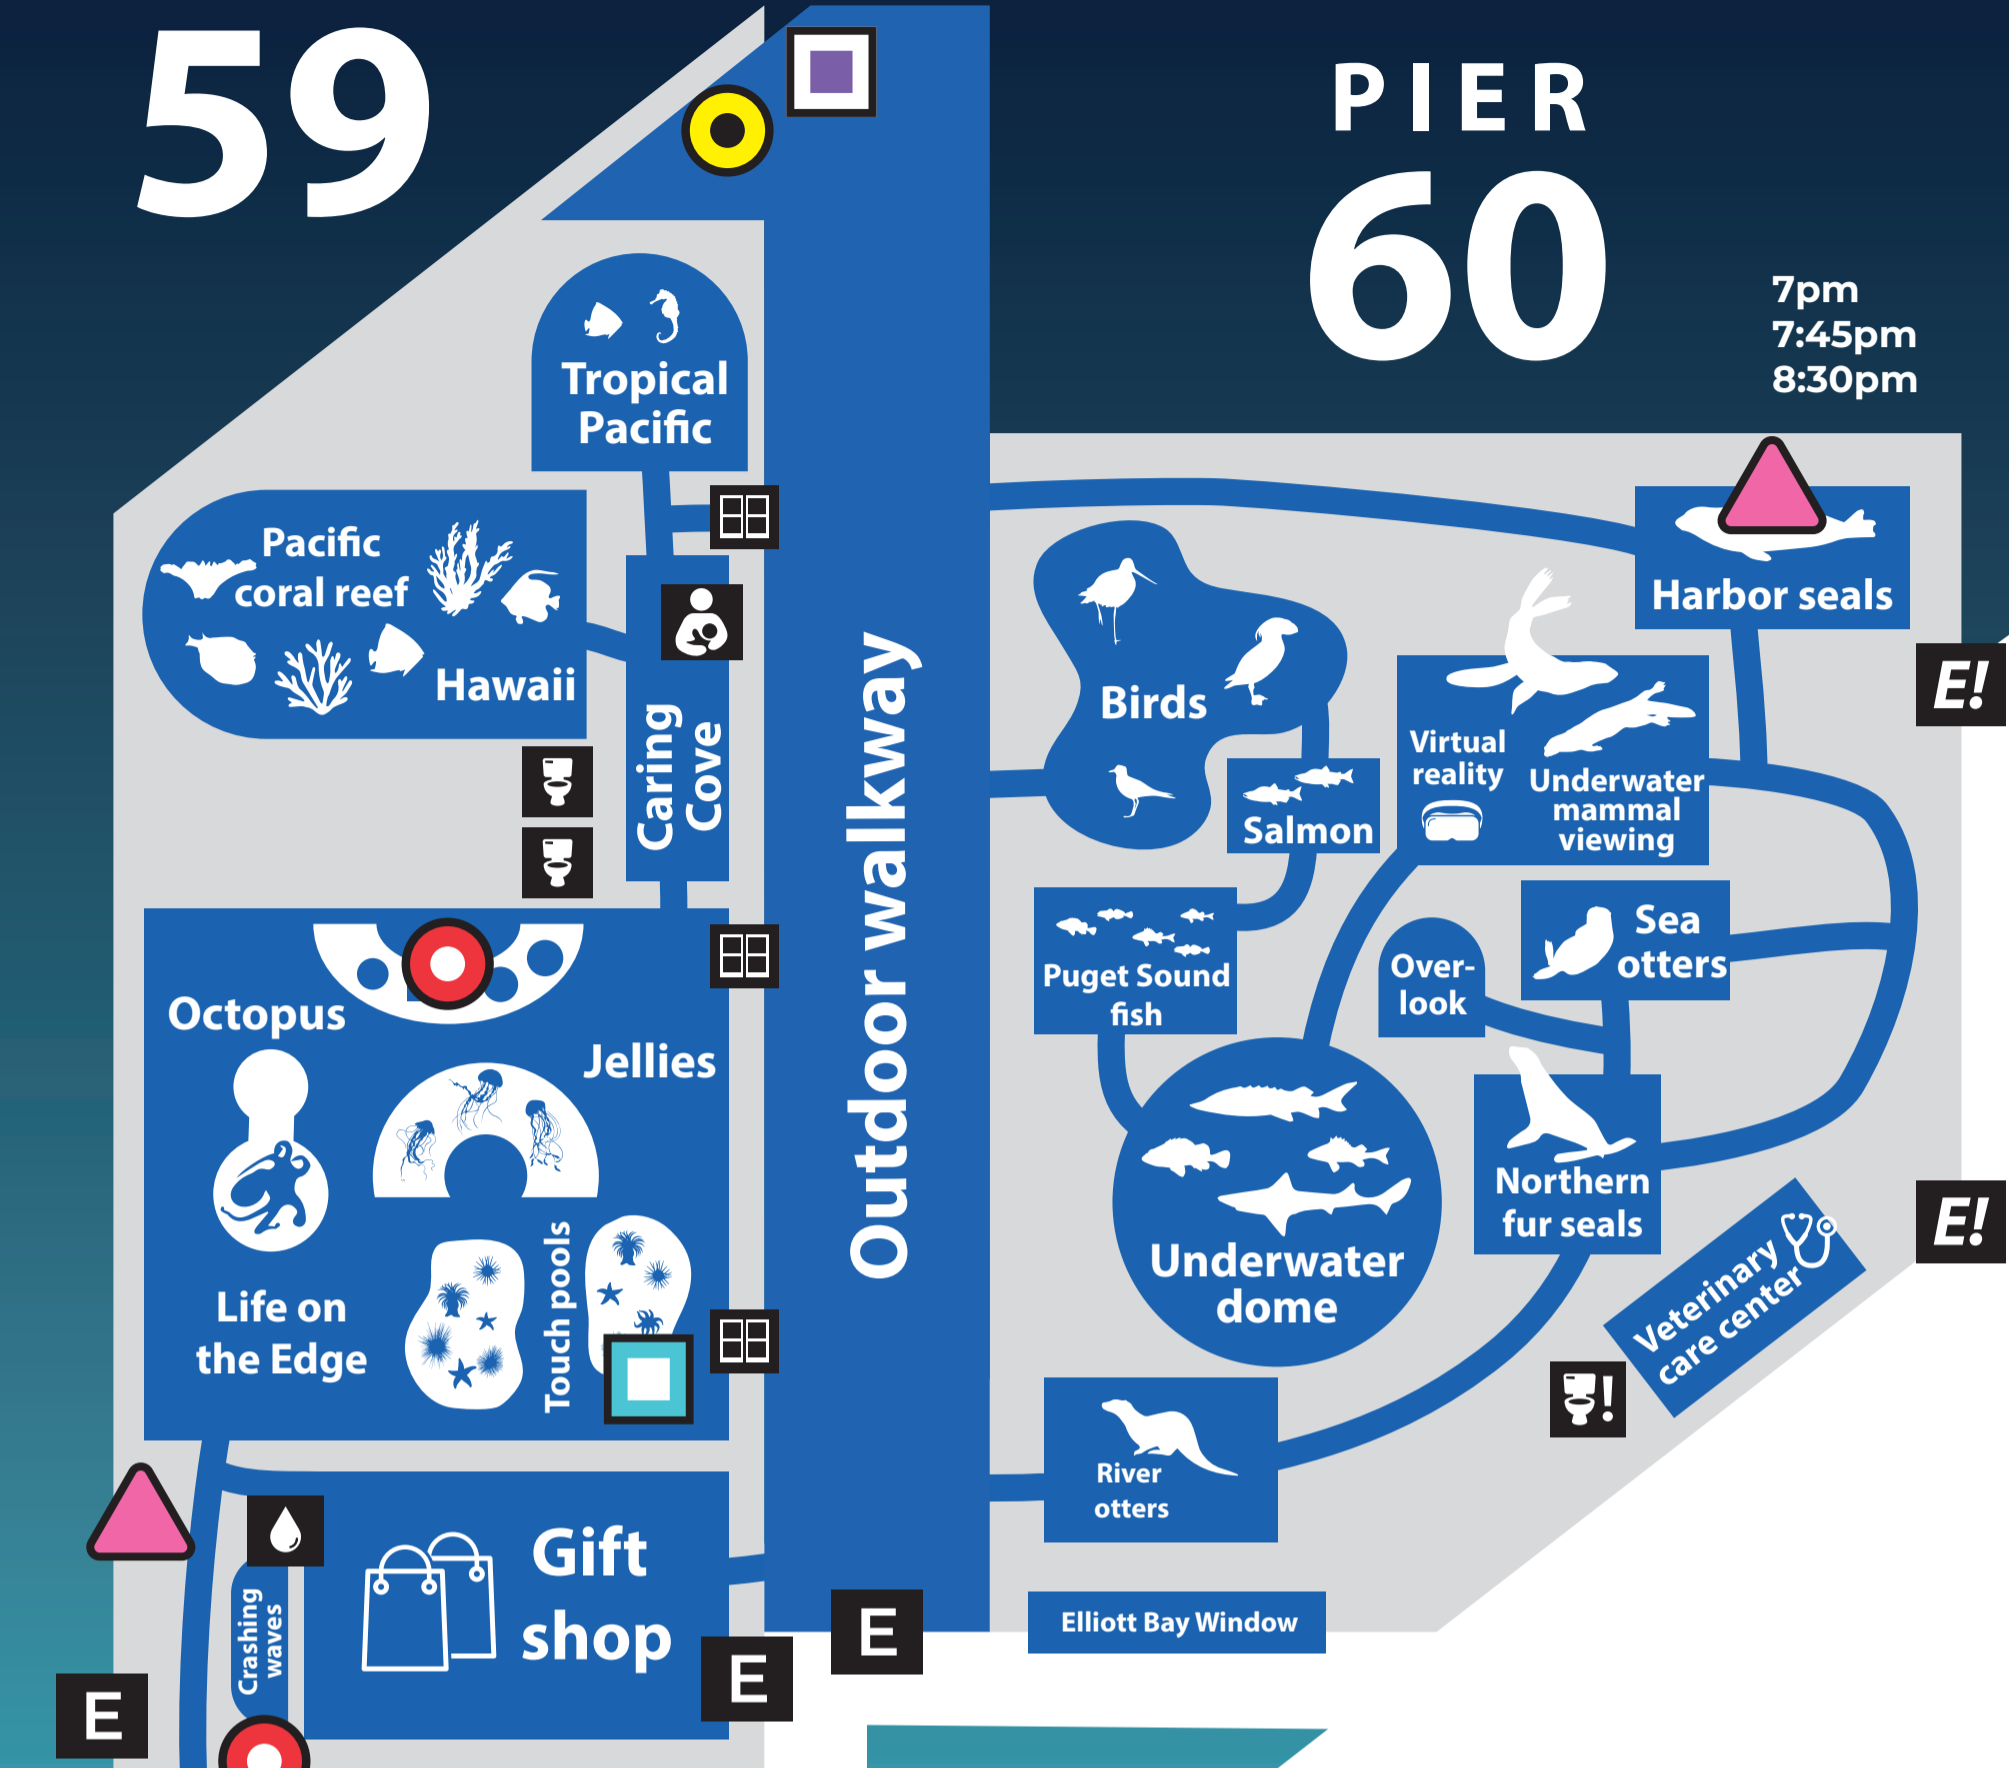 59
PIER
60
7pm
7:45pm
8:30pm
Tropical
Pacific
Pacific
coral reef
Hawaii
Caring
Cove
Octopus
Jellies
Life on
the Edge
Touch pools
Gift
shop
Crashing
waves
E
E
E
Outdoor walkway
Birds
Salmon
Puget Sound
fish
Underwater
dome
Harbor seals
Virtual
reality
Underwater
mammal
viewing
Over-
look
Sea
otters
Northern
fur seals
E!
E!
Veterinary
care center
!
River
otters
Elliott Bay Window